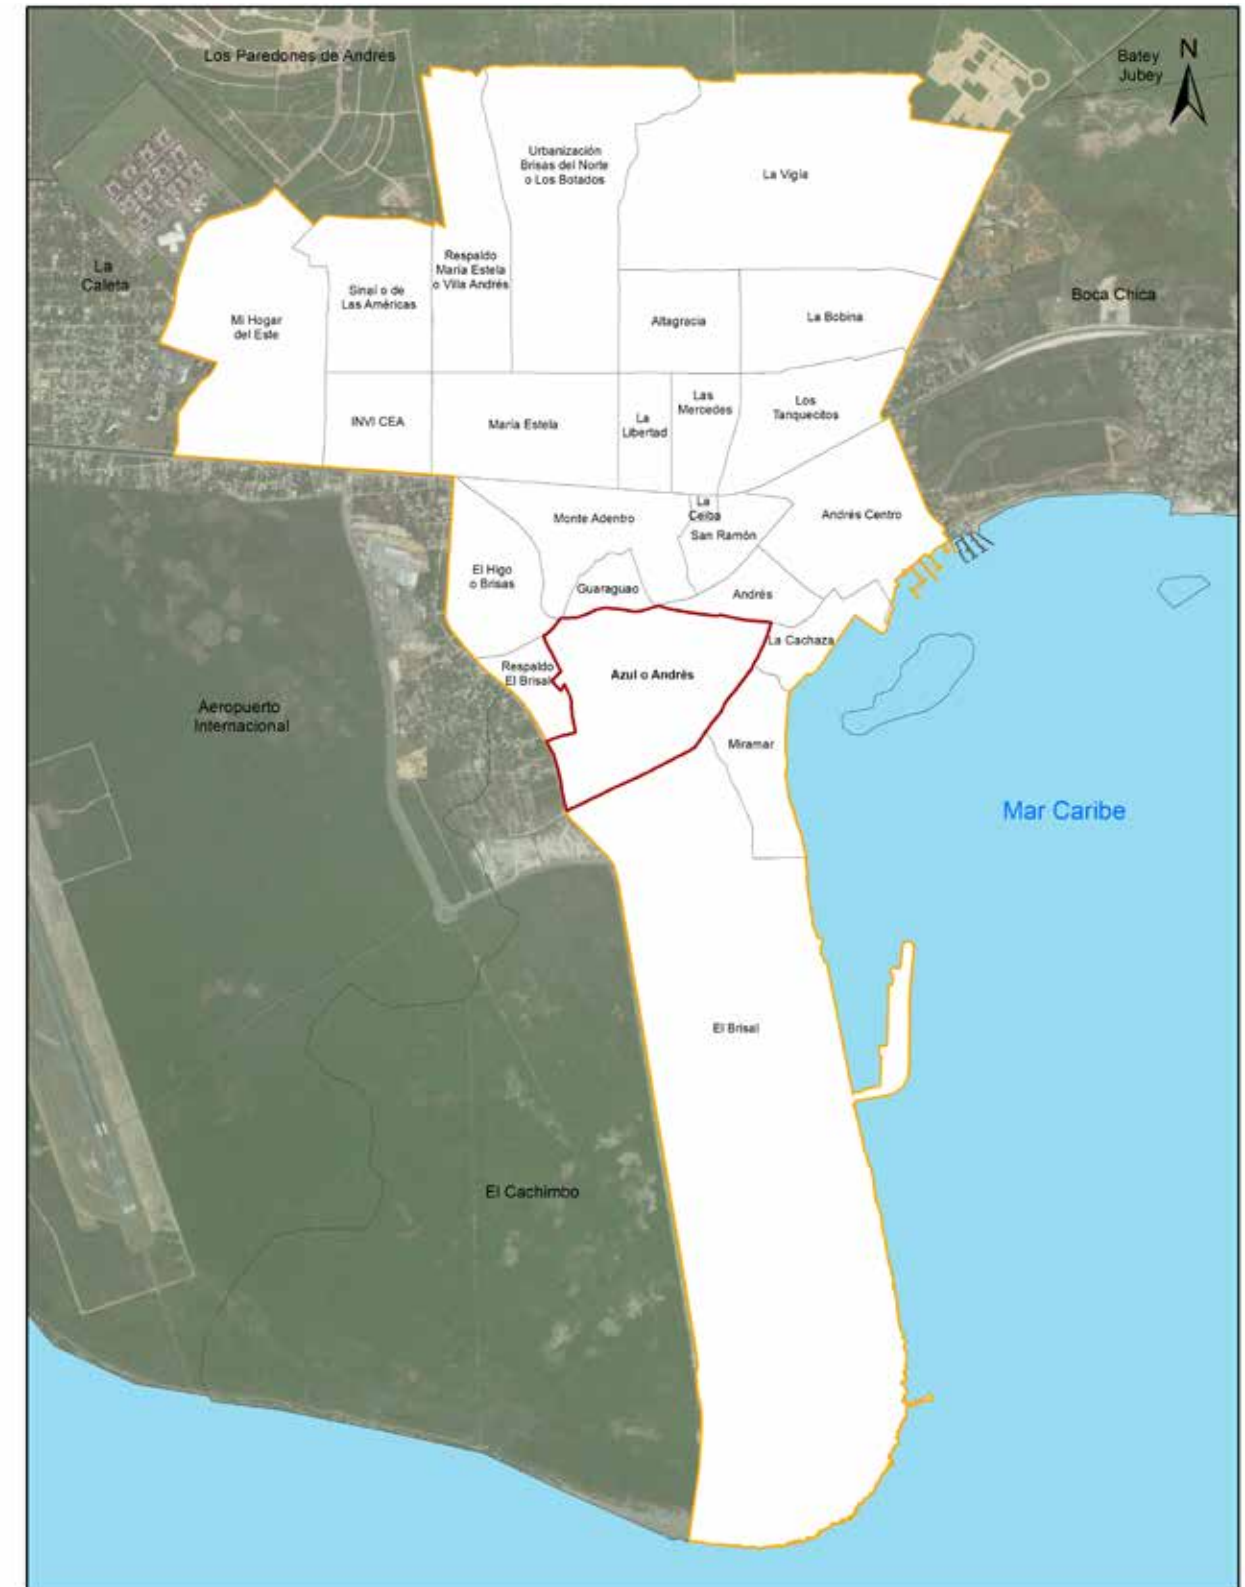 Los Paredones de Andrés
Batey
Jubey
N
Urbanización
Brisas del Norte
o Los Botados
La Vigía
La
Caleta
Respaldo
María Estela
o Villa Andrés
Sinaí o de
Las Américas
Boca Chica
Mi Hogar
del Este
Altagracia
La Bobina
Las
Mercedes
Los
Tanquecitos
INVI CEA
María Estela
La
Libertad
Monte Adentro
La
Ceiba
San Ramón
Andrés Centro
El Higo
o Brisas
Guaraguao
Andrés
La Cachaza
Respaldo
El Brisal
Azul o Andrés
Aeropuerto
Internacional
Miramar
Mar Caribe
El Brisal
El Cachimbo